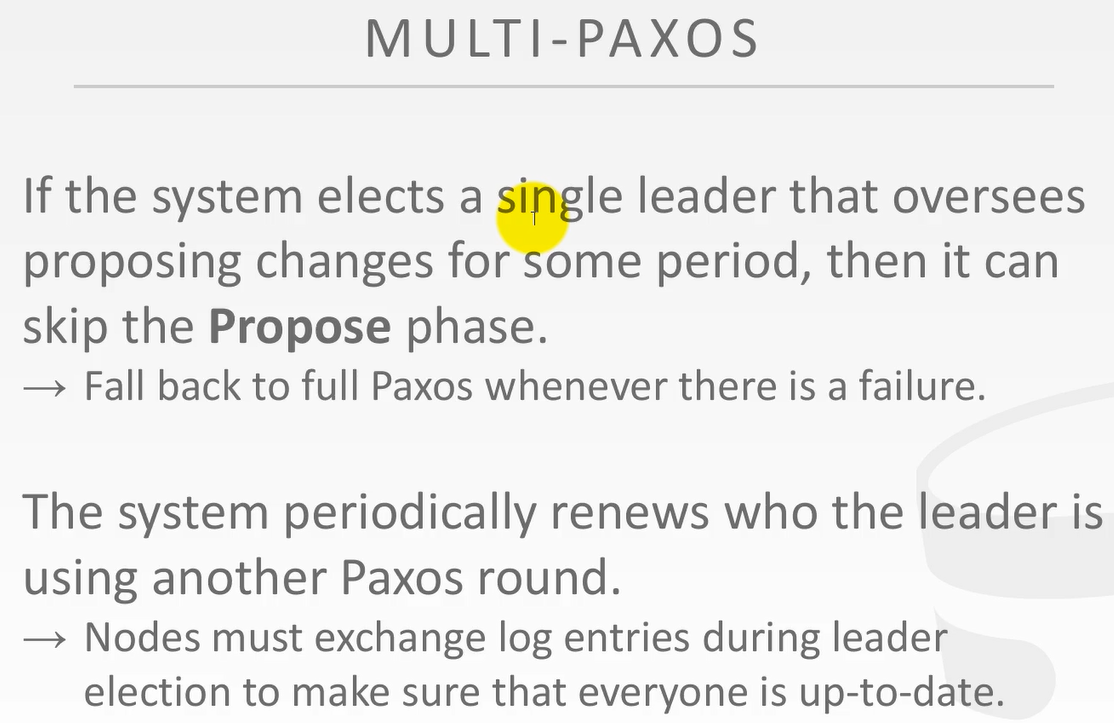 MULTI-PAXOS
If the system elects a single leader that oversees
proposing changes for some period, then it can
skip the Propose phase.
→ Fall back to full Paxos whenever there is a failure.
The system periodically renews who the leader is
using another Paxos round.
→ Nodes must exchange log entries during leader
election to make sure that everyone is up-to-date.